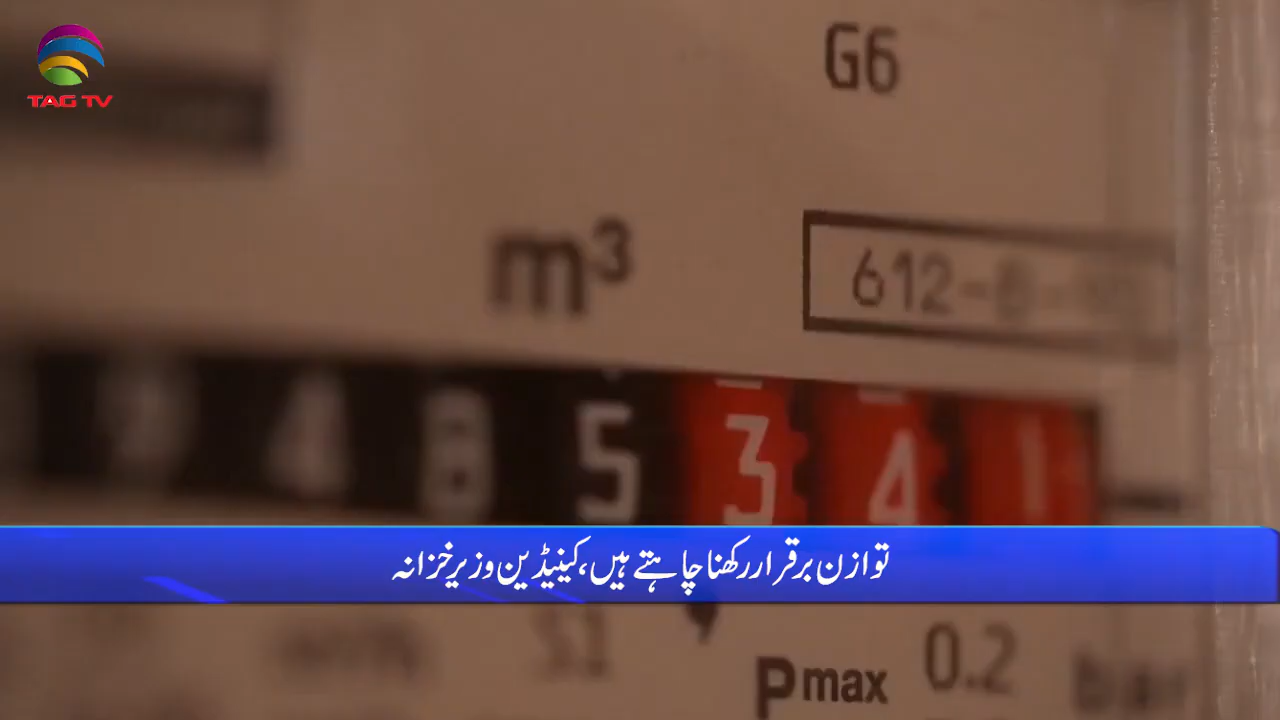 TAG TV
G6
m³
612-
5 3 4 1
توازن برقرار رکھنا چاہتے ہیں، کینیڈین وزیر خزانہ
Pmax 0.2 bar